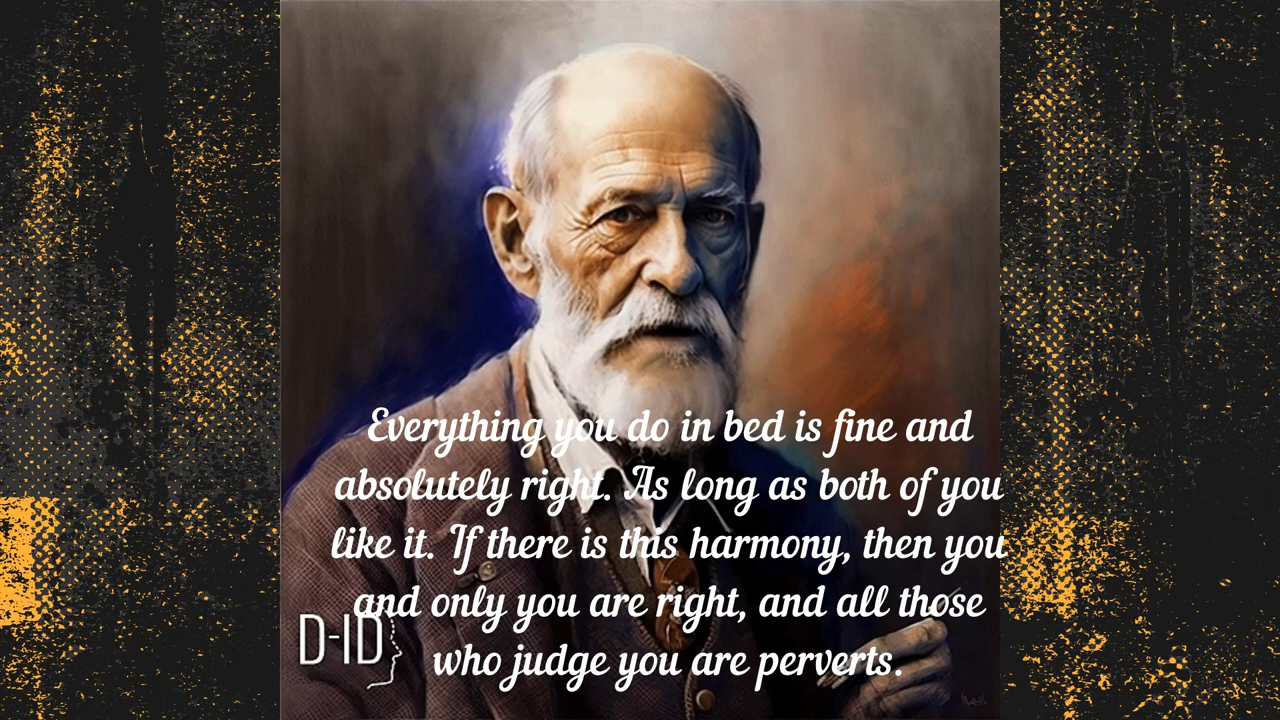 Everything you do in bed is fine and
absolutely right. As long as both of you
like it. If there is this harmony, then you
and only you are right, and all those
who judge you are perverts.
D-ID